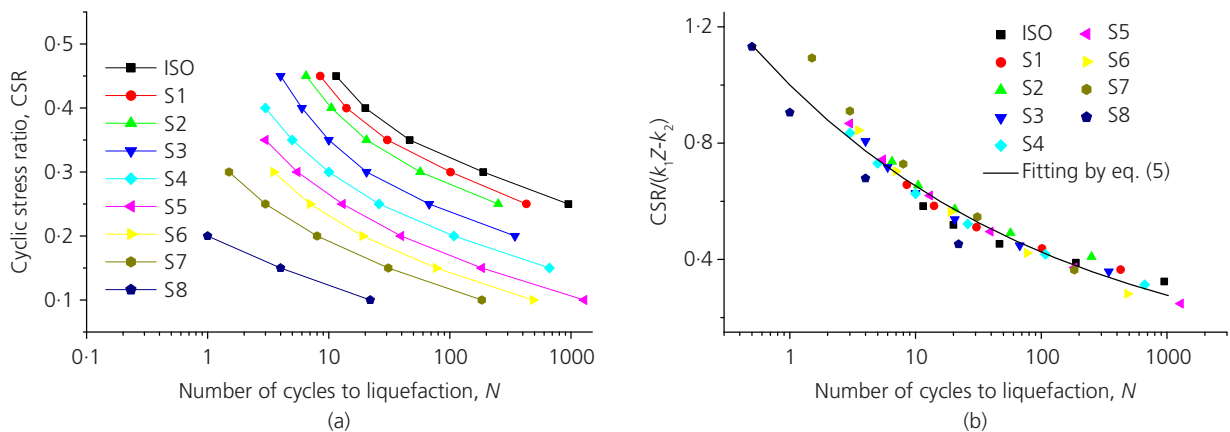 0·5
0·4
0·3
0·2
0·1
Cyclic stress ratio, CSR
ISO
S1
S2
S3
S4
S5
S6
S7
S8
0·1
1
10
100
1000
Number of cycles to liquefaction, N
(a)
1·2
0·8
0·4
CSR/(k₁Z-k₂)
ISO
S1
S2
S3
S4
S5
S6
S7
S8
Fitting by eq. (5)
1
10
100
1000
Number of cycles to liquefaction, N
(b)